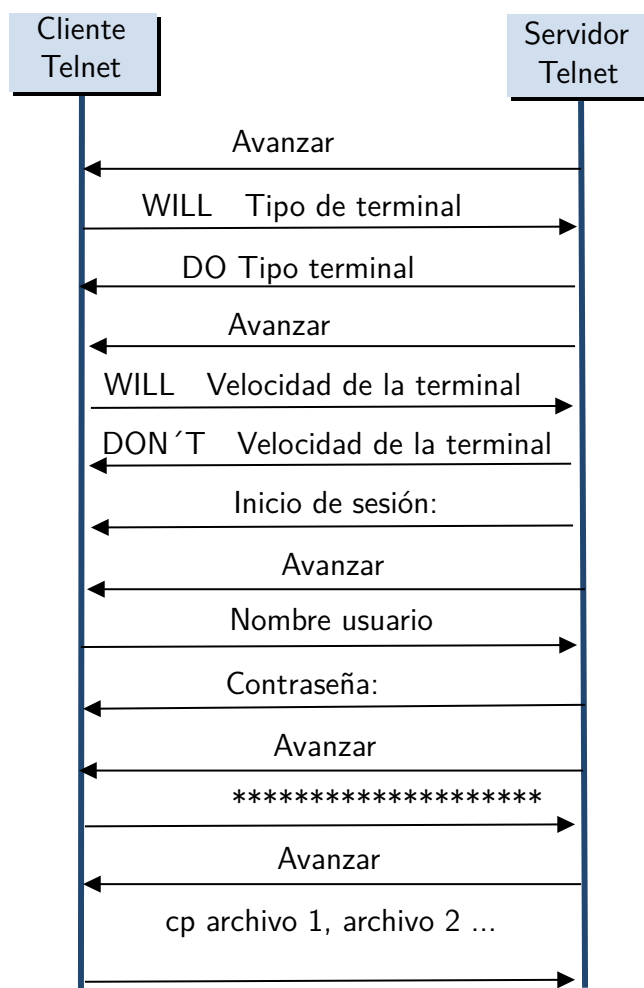 Cliente
Telnet
Servidor
Telnet
Avanzar
WILL Tipo de terminal
DO Tipo terminal
Avanzar
WILL Velocidad de la terminal
DON´T Velocidad de la terminal
Inicio de sesión:
Avanzar
Nombre usuario
Contraseña:
Avanzar
********************
Avanzar
cp archivo 1, archivo 2 ...